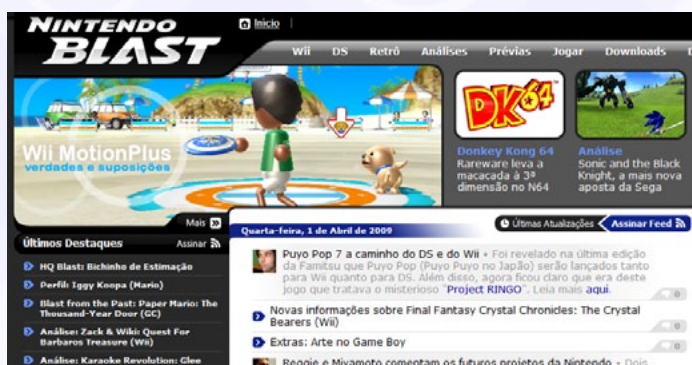 NINTENDO
BLAST
Inicio
Wii DS Retrô Análises Prévias Jogar Downloads
Wii MotionPlus
verdades e suposições
DK64
Donkey Kong 64
Rareware leva a
macacada à 3ª
dimensão no N64
Análise
Sonic and the Black
Knight, a mais nova
aposta da Sega
Mais
Últimos Destaques Assinar
HQ Blast: Bichinho de Estimação
Perfil: Iggy Koopa (Mario)
Blast from the Past: Paper Mario: The
Thousand-Year Door (GC)
Análise: Zack & Wiki: Quest For
Barbaros Treasure (Wii)
Análise: Karaoke Revolution: Glee
Últimas Atualizações Assinar Feed
Quarta-feira, 1 de Abril de 2009
Puyo Pop 7 a caminho do DS e do Wii • Foi revelado na última edição
da Famitsu que Puyo Pop (Puyo Puyo no Japão) serão lançados tanto
para Wii quanto para DS. Além disso, agora ficou claro que era deste
jogo que tratava o misterioso "Project RINGO". Leia mais aqui.
0
Novas informações sobre Final Fantasy Crystal Chronicles: The Crystal
Bearers (Wii)
0
Extras: Arte no Game Boy
0
Reggie e Miyamoto comentam os futuros projetos da Nintendo • Dois